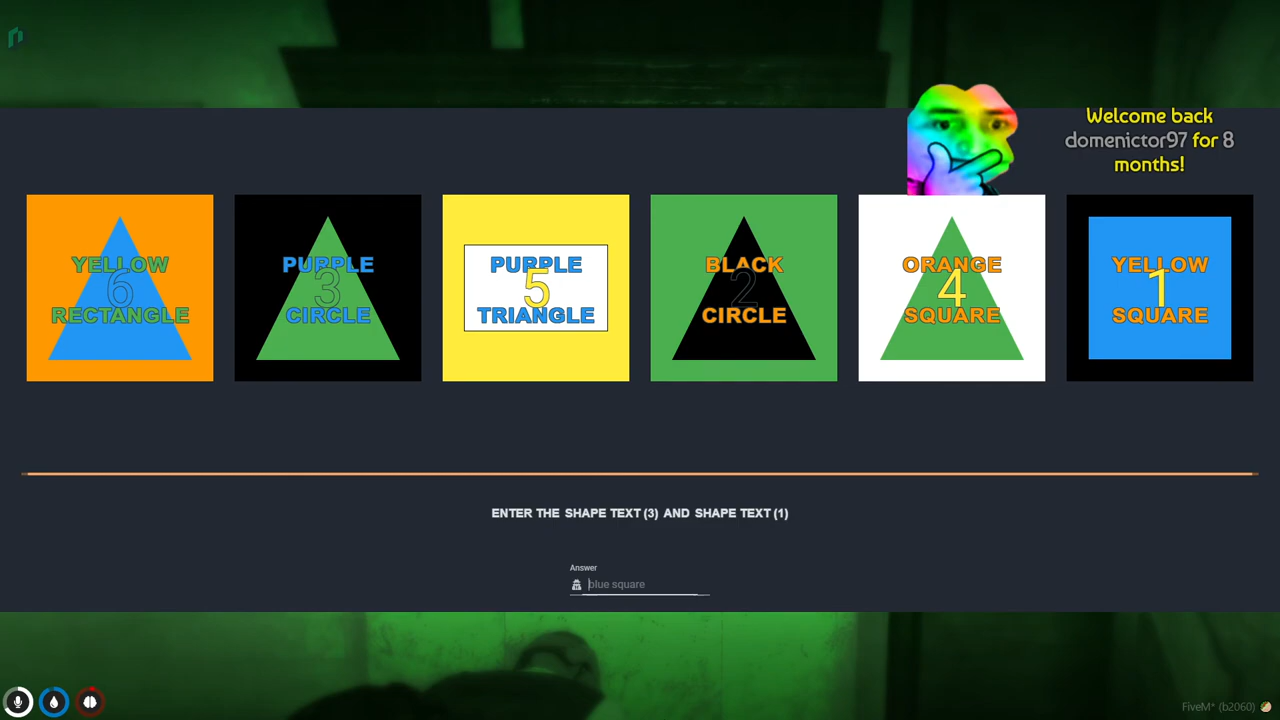 Welcome back
domenictor97 for 8
months!
YELLOW
6
RECTANGLE
PURPLE
3
CIRCLE
PURPLE
5
TRIANGLE
BLACK
2
CIRCLE
ORANGE
4
SQUARE
YELLOW
1
SQUARE
ENTER THE SHAPE TEXT (3) AND SHAPE TEXT (1)
Answer
blue square
FiveM* (b2060)